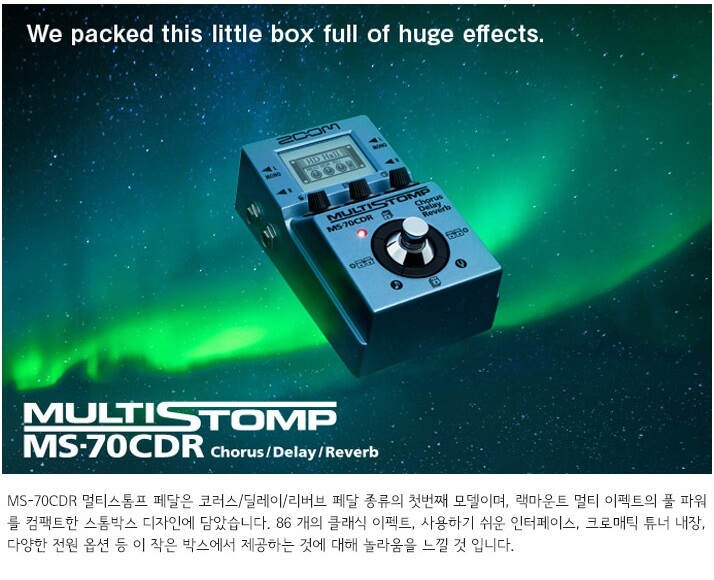 We packed this little box full of huge effects.
ZOOM
L
MONO
R
L
MONO
R
HD Hall
MULTISTOMP
MS-70CDR
Chorus
Delay
Reverb
MULTISTOMP
MS-70CDR Chorus/Delay/Reverb
MS-70CDR 멀티스톰프 페달은 코러스/딜레이/리버브 페달 종류의 첫번째 모델이며, 랙마운트 멀티 이펙트의 풀 파워
를 컴팩트한 스톰박스 디자인에 담았습니다. 86 개의 클래식 이펙트, 사용하기 쉬운 인터페이스, 크로매틱 튜너 내장,
다양한 전원 옵션 등 이 작은 박스에서 제공하는 것에 대해 놀라움을 느낄 것 입니다.